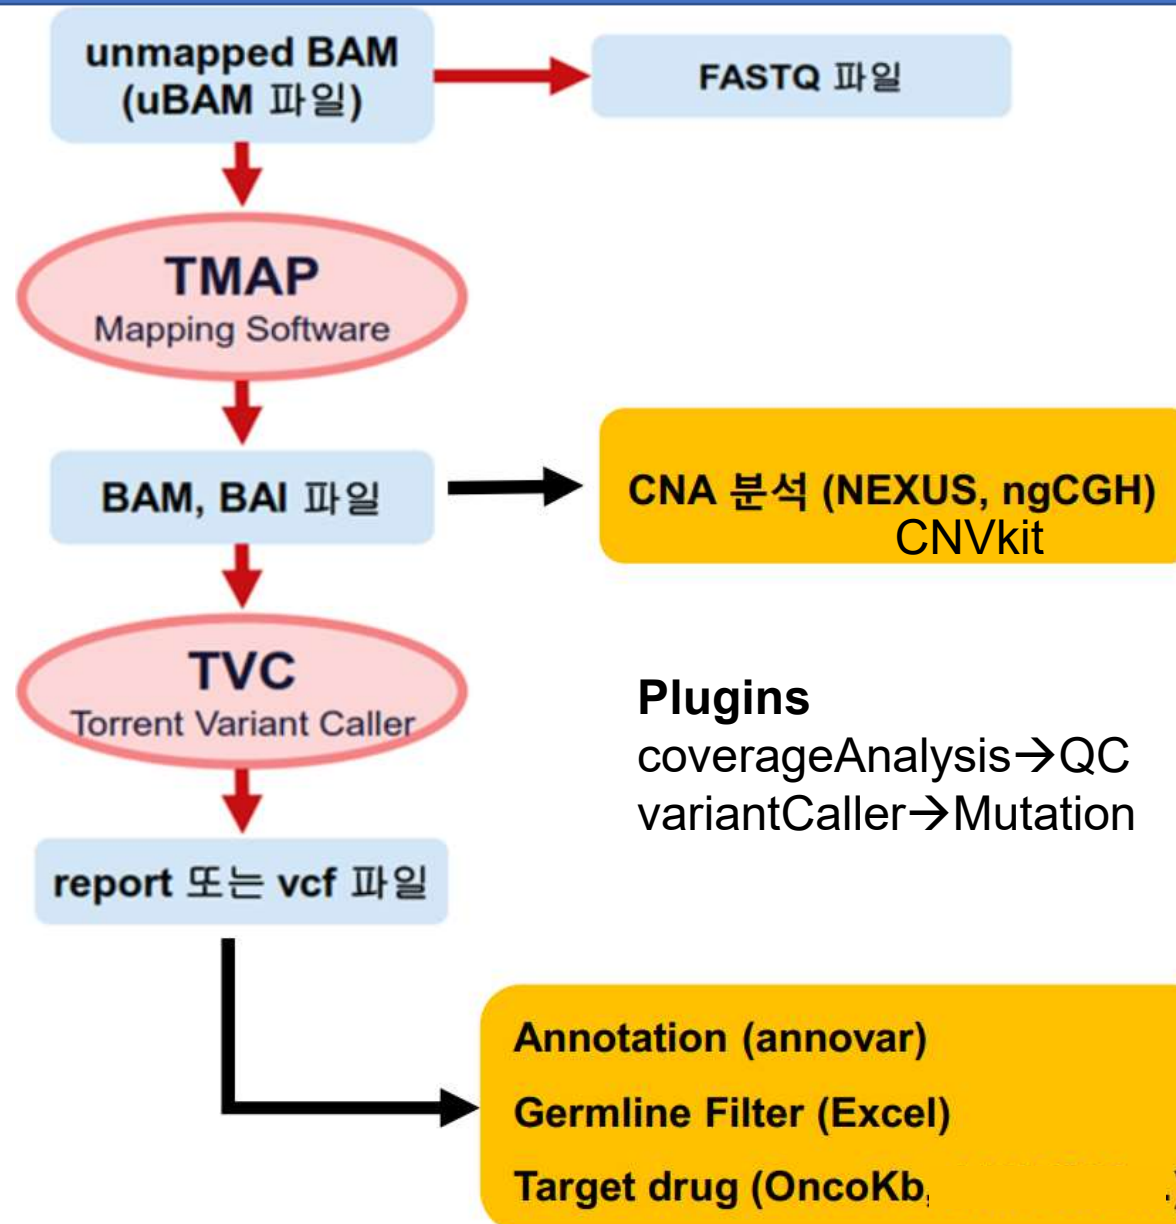 unmapped BAM
(uBAM 파일)
FASTQ 파일
TMAP
Mapping Software
BAM, BAI 파일
CNA 분석 (NEXUS, ngCGH)
CNVkit
TVC
Torrent Variant Caller
Plugins
coverageAnalysis→QC
variantCaller→Mutation
report 또는 vcf 파일
Annotation (annovar)
Germline Filter (Excel)
Target drug (OncoKb,